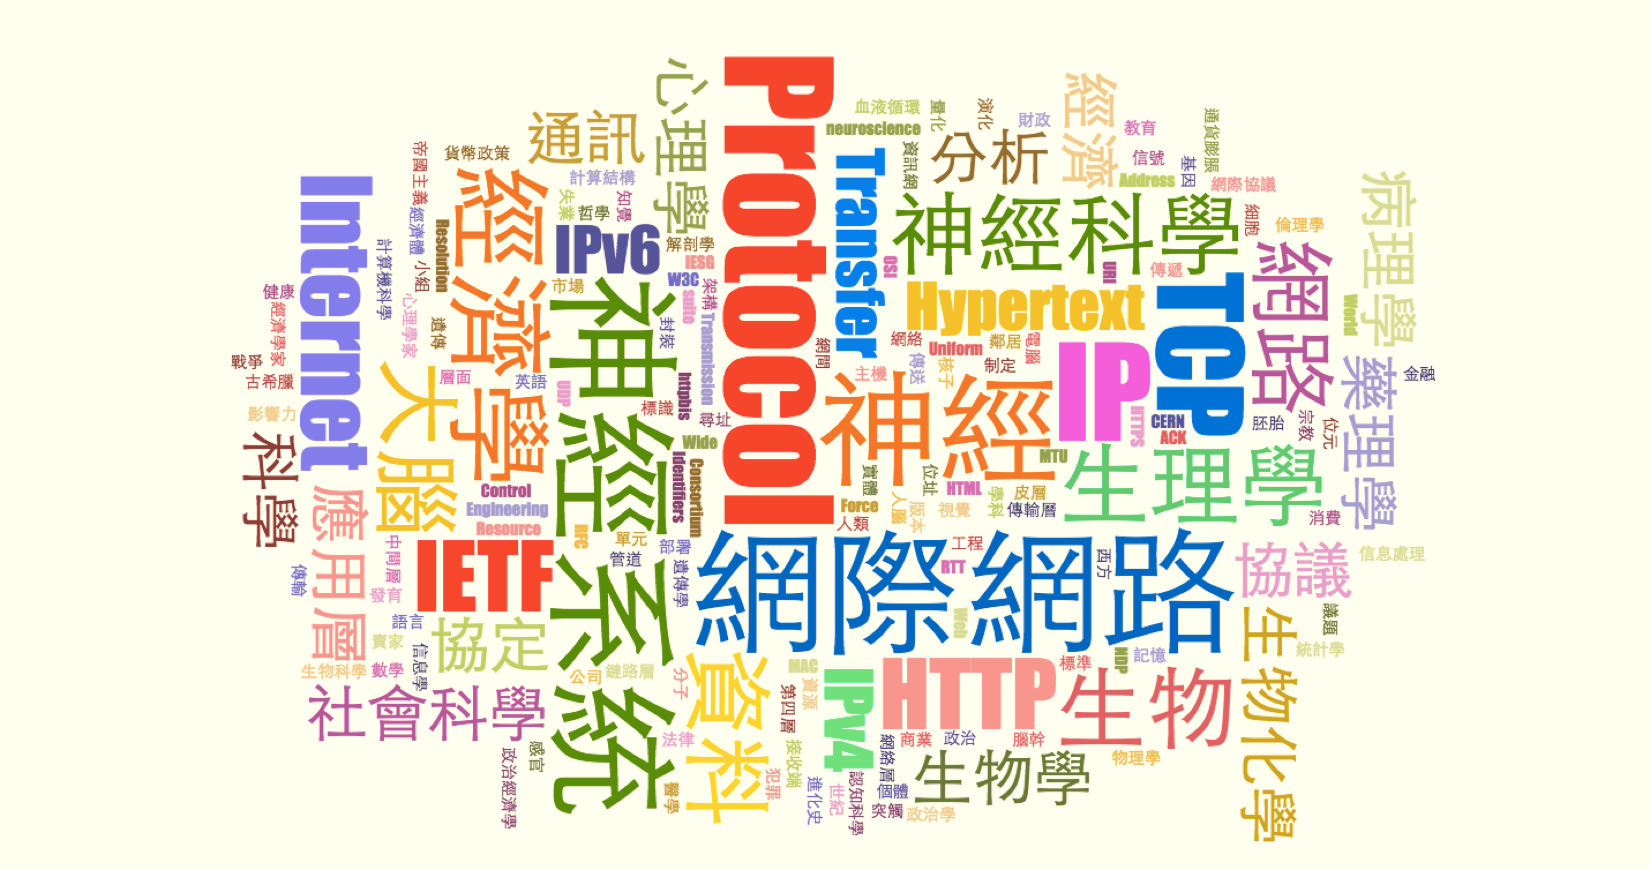 Protocol
心理學
通訊
經濟學
血液循環
neuroscience
量化
演化
財政
分析
經濟
教育
通貨膨脹
信號
基因
Address
網際協議
資訊網
Transfer
貨幣政策
帝國主義
計算結構
失業
哲學
知覺
經濟體
Resolution
IPv6
解剖學
IESG
W3C
架構
OSI
神經科學
細胞
倫理學
病理學
Internet
計算機科學
小組
心理學家
遺傳
健康
經濟學家
戰爭
古希臘
影響力
市場
神經系統
suite
封裝
Transmission
網間
Hypertext
URI
傳遞
TCP
網路
World
藥理學
金融
大腦
層面
英語
UDP
標識
httpbis
尋址
網絡
Uniform
鄰居
電腦
主機
傳送
核子
制定
IP
HTTPS
CERN
ACK
胚胎
宗教
位元
科學
應用層
Control
Engineering
Resource
Wide
Identifiers
Consortium
神經
MTU
生理學
實體
位址
HTML
學科
皮層
Force
人腦
版本
視覺
傳輸層
人類
消費
IETF
RFC
單元
管道
部署
遺傳學
網際網路
工程
RTT
西方
協議
信息處理
中間層
傳輸
發育
語言
賣家
信息學
協定
生物科學
數學
公司
鏈路層
分子
資料
MAC
資源
第四層
IPv4
HTTP
Web
標準
NDP
記憶
生物
生物化學
議題
統計學
社會科學
政治經濟學
感官
法律
醫學
犯罪
接收端
進化史
世紀
認知科學
網絡層
商業
政治
腦幹
生物學
個體
突觸
政治學
物理學